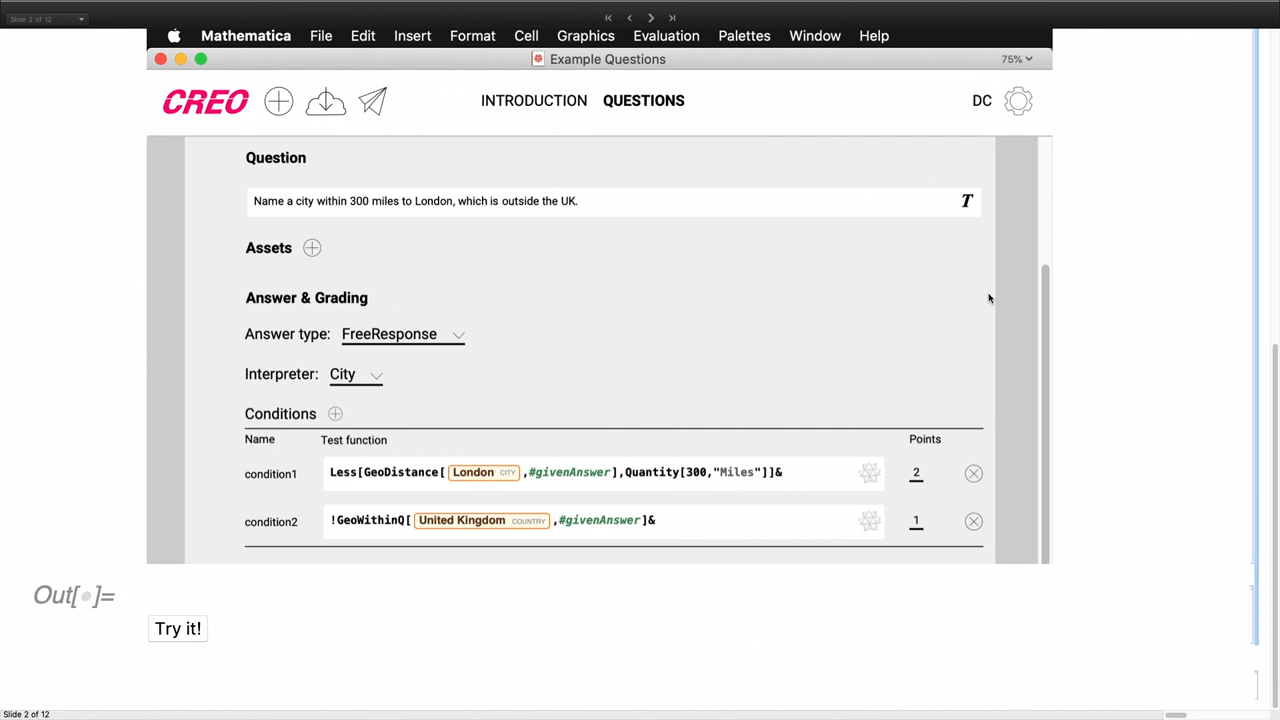 Slide 2 of 12
Mathematica File Edit Insert Format Cell Graphics Evaluation Palettes Window Help
Example Questions 75%
CREO INTRODUCTION QUESTIONS DC
Question
Name a city within 300 miles to London, which is outside the UK. T
Assets
Answer & Grading
Answer type: FreeResponse
Interpreter: City
Conditions
Name Test function Points
condition1 Less[GeoDistance[ London CITY ,#givenAnswer],Quantity[300,"Miles"]]& 2
condition2 !GeoWithinQ[ United Kingdom COUNTRY ,#givenAnswer]& 1
Out[•]=
Try it!
Slide 2 of 12